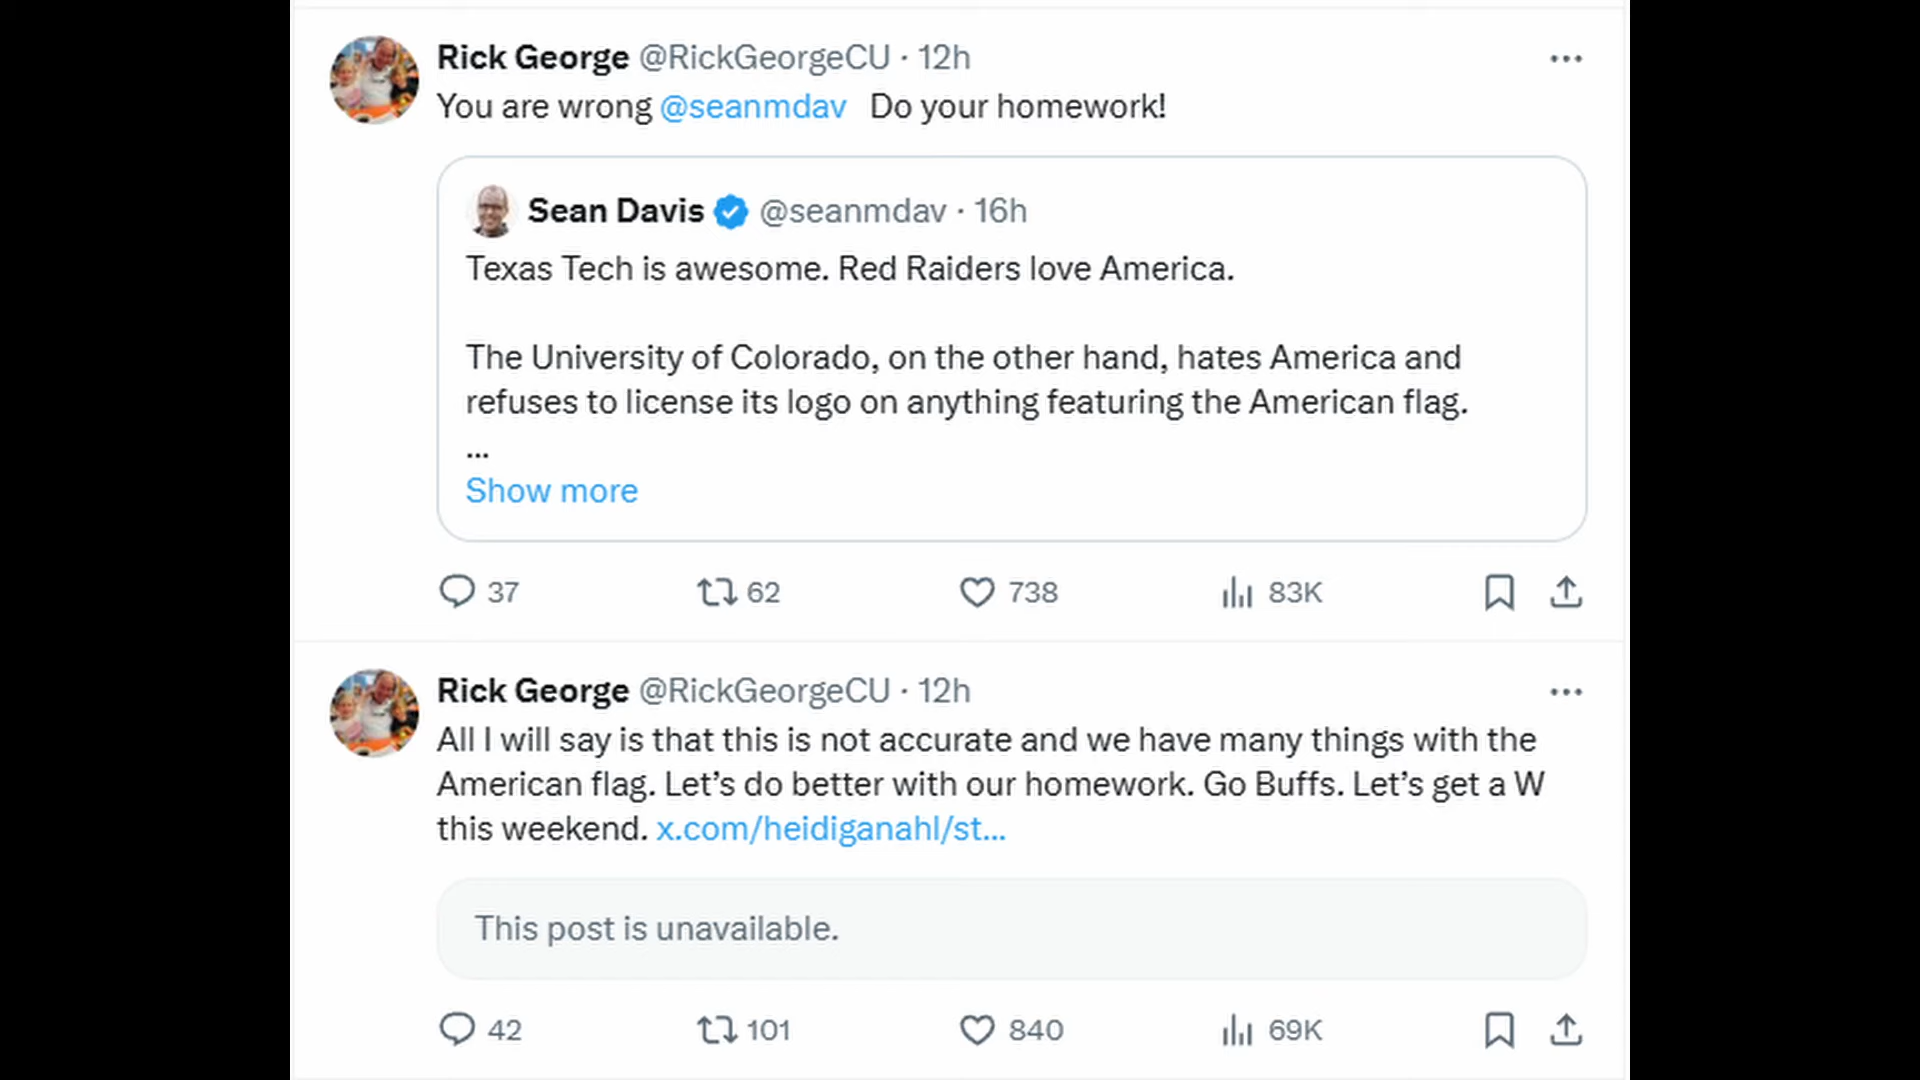 Rick George @RickGeorgeCU · 12h
You are wrong @seanmdav Do your homework!
Sean Davis @seanmdav · 16h
Texas Tech is awesome. Red Raiders love America.
The University of Colorado, on the other hand, hates America and
refuses to license its logo on anything featuring the American flag.
...
Show more
37 62 738 83K
Rick George @RickGeorgeCU · 12h
All I will say is that this is not accurate and we have many things with the
American flag. Let’s do better with our homework. Go Buffs. Let’s get a W
this weekend. x.com/heidiganahl/st...
This post is unavailable.
42 101 840 69K